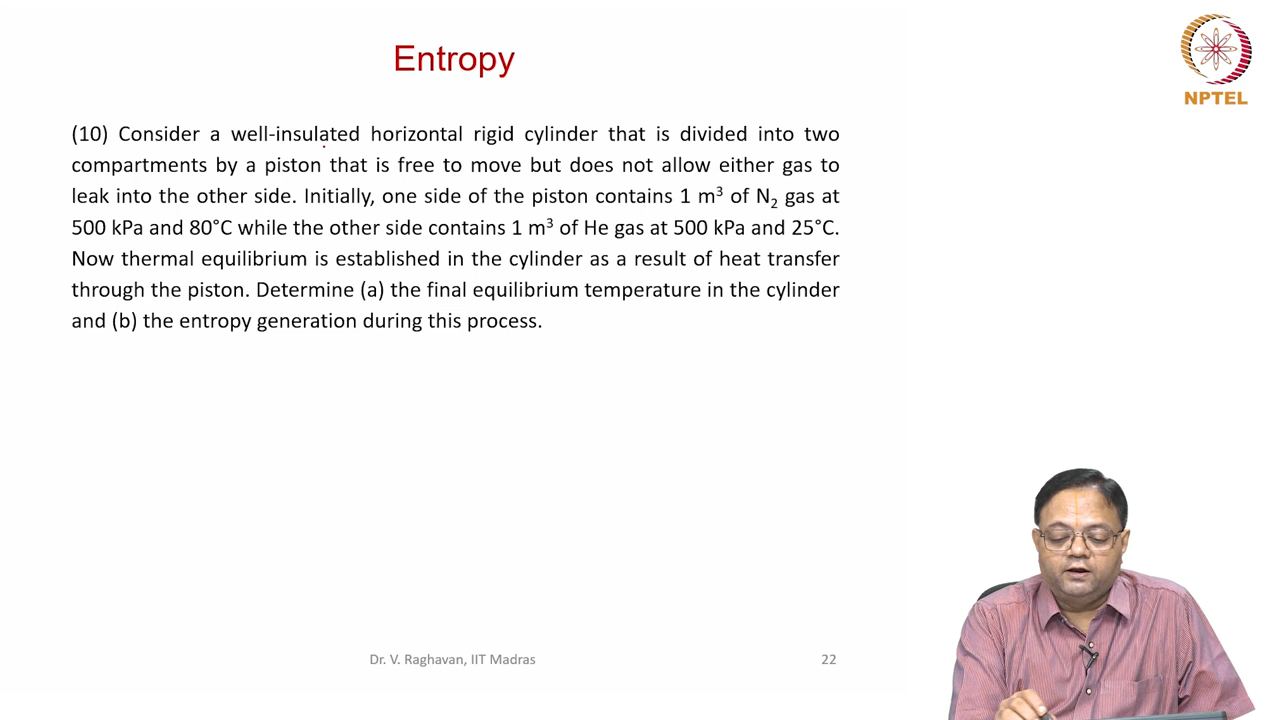 Entropy
NPTEL
(10) Consider a well-insulated horizontal rigid cylinder that is divided into two
compartments by a piston that is free to move but does not allow either gas to
leak into the other side. Initially, one side of the piston contains 1 m³ of N₂ gas at
500 kPa and 80°C while the other side contains 1 m³ of He gas at 500 kPa and 25°C.
Now thermal equilibrium is established in the cylinder as a result of heat transfer
through the piston. Determine (a) the final equilibrium temperature in the cylinder
and (b) the entropy generation during this process.
Dr. V. Raghavan, IIT Madras
22